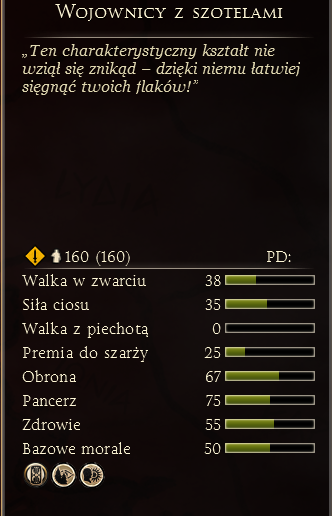 Wojownicy z szotelami
„Ten charakterystyczny kształt nie
wziął się znikąd – dzięki niemu łatwiej
sięgnąć twoich flaków!”
160 (160) PD:
Walka w zwarciu 38
Siła ciosu 35
Walka z piechotą 0
Premia do szarży 25
Obrona 67
Pancerz 75
Zdrowie 55
Bazowe morale 50